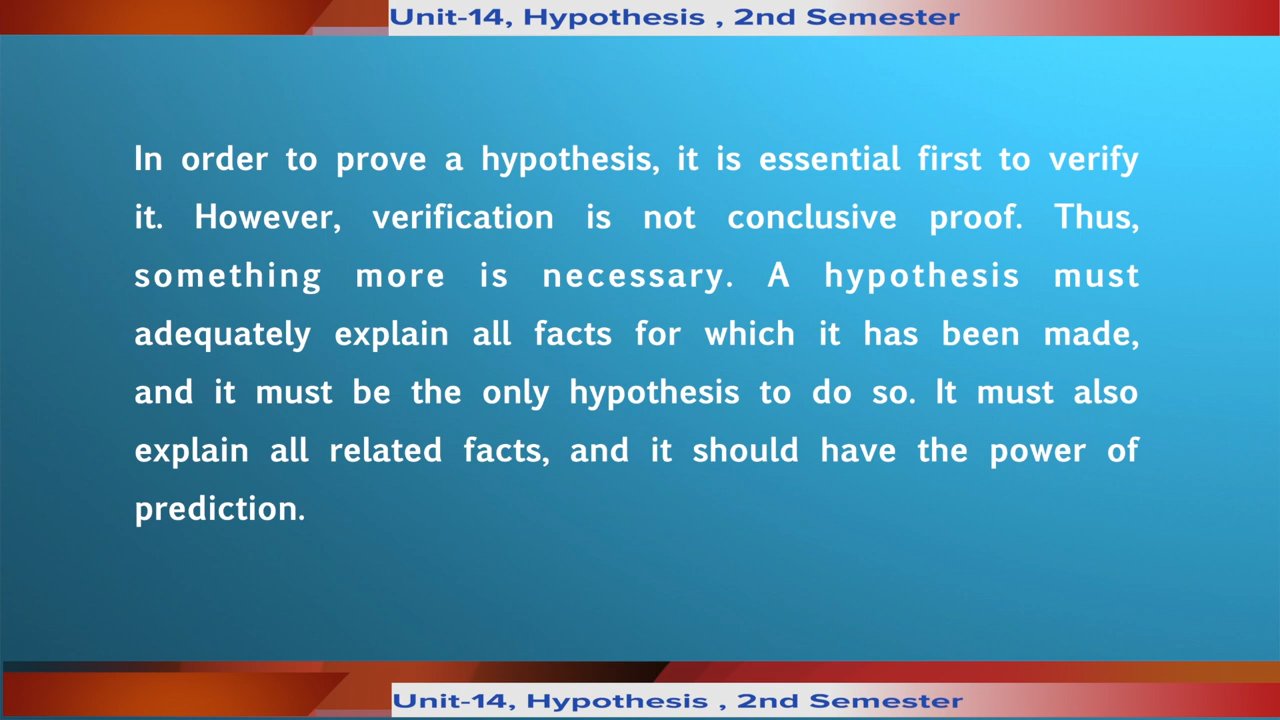 Unit-14, Hypothesis , 2nd Semester
In order to prove a hypothesis, it is essential first to verify
it. However, verification is not conclusive proof. Thus,
something more is necessary. A hypothesis must
adequately explain all facts for which it has been made,
and it must be the only hypothesis to do so. It must also
explain all related facts, and it should have the power of
prediction.
Unit-14, Hypothesis , 2nd Semester